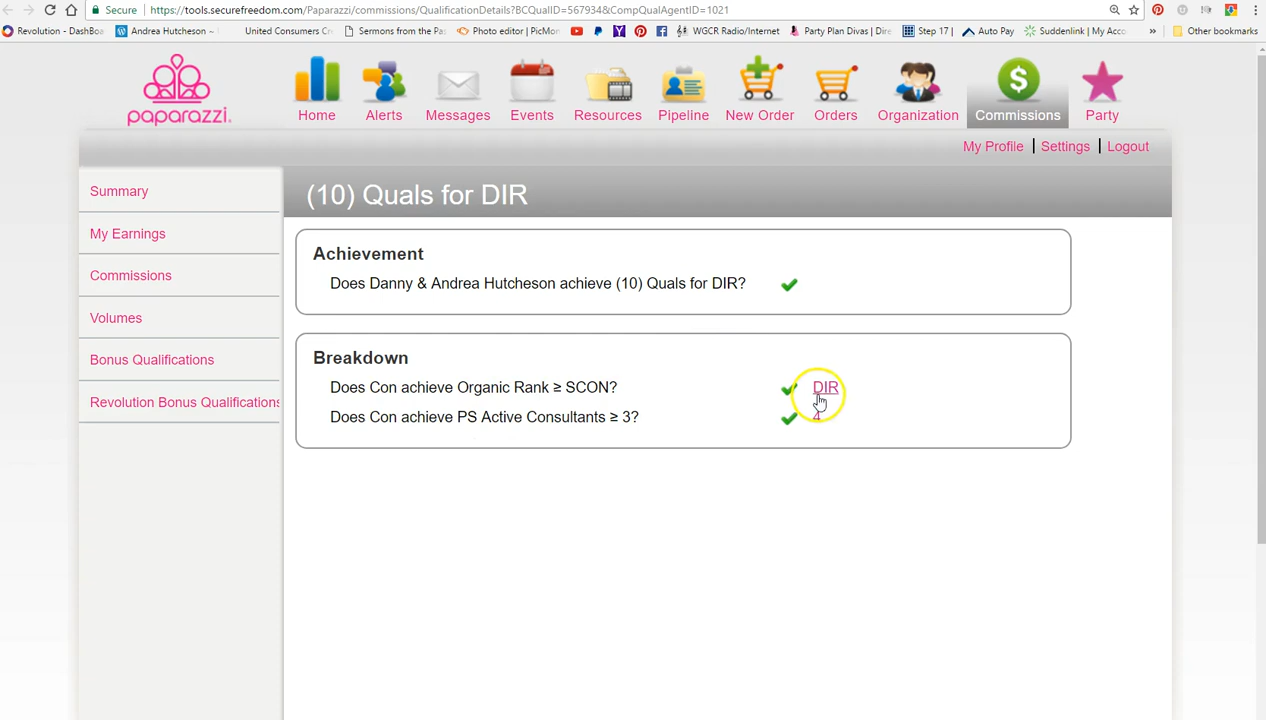 Secure
https://tools.securefreedom.com/Paparazzi/commissions/QualificationDetails?BCQualID=567934&CompQualAgentID=1021
Revolution - DashBoa
Andrea Hutcheson ~
United Consumers Cr
Sermons from the Pas
Photo editor | PicMon
WGCR Radio/Internet
Party Plan Divas | Dire
Step 17 |
Auto Pay
Suddenlink | My Acco
»
Other bookmarks
paparazzi
Home
Alerts
Messages
Events
Resources
Pipeline
New Order
Orders
Organization
Commissions
Party
My Profile | Settings | Logout
Summary
My Earnings
Commissions
Volumes
Bonus Qualifications
Revolution Bonus Qualifications
(10) Quals for DIR
Achievement
Does Danny & Andrea Hutcheson achieve (10) Quals for DIR?
Breakdown
Does Con achieve Organic Rank ≥ SCON? DIR
Does Con achieve PS Active Consultants ≥ 3? 4